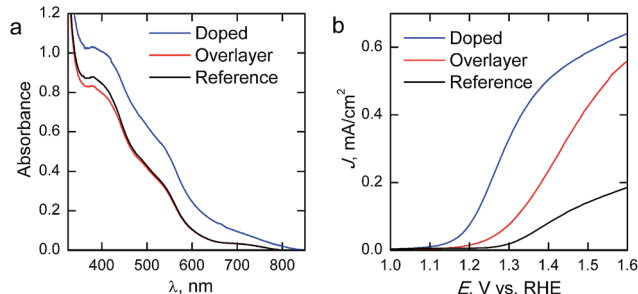 a
1.2
1.0
0.8
0.6
0.4
0.2
0.0
Absorbance
Doped
Overlayer
Reference
400 500 600 700 800
λ, nm
b
0.6
0.4
0.2
0.0
J, mA/cm²
Doped
Overlayer
Reference
1.0 1.1 1.2 1.3 1.4 1.5 1.6
E, V vs. RHE